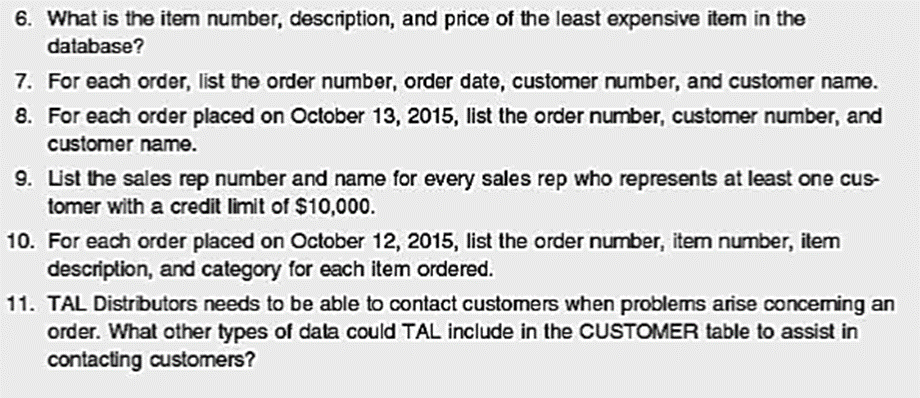 6. What is the item number, description, and price of the least expensive item in the
database?
7. For each order, list the order number, order date, customer number, and customer name.
8. For each order placed on October 13, 2015, list the order number, customer number, and
customer name.
9. List the sales rep number and name for every sales rep who represents at least one cus-
tomer with a credit limit of $10,000.
10. For each order placed on October 12, 2015, list the order number, item number, item
description, and category for each item ordered.
11. TAL Distributors needs to be able to contact customers when problems arise concerning an
order. What other types of data could TAL include in the CUSTOMER table to assist in
contacting customers?